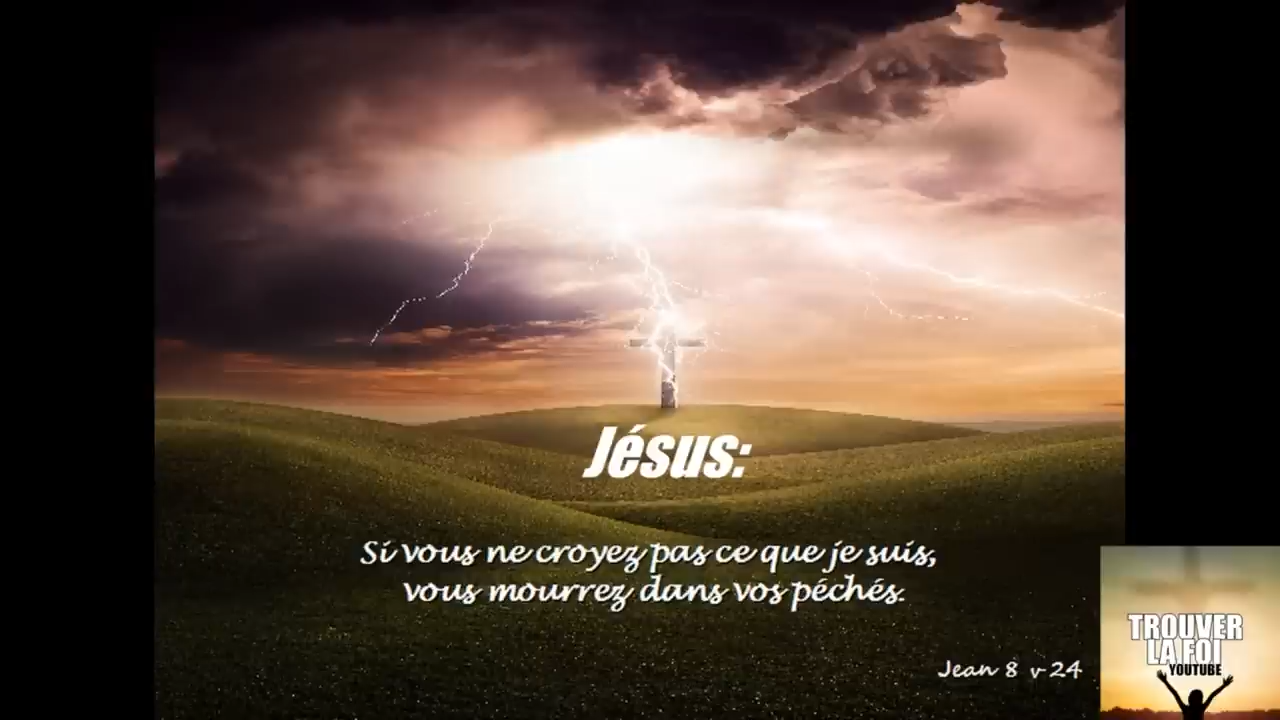 Jésus:
Si vous ne croyez pas ce que je suis,
vous mourrez dans vos péchés.
Jean 8 v 24
TROUVER
LA FOI
YOUTUBE